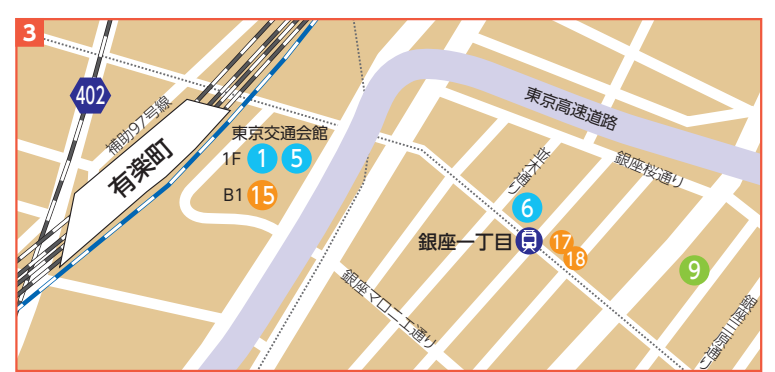 3
402
補助97号線
有楽町
東京交通会館
1F 1 5
B1 15
東京高速道路
並木通り
銀座桜通り
6
銀座一丁目
17
18
9
銀座マロニエ通り
銀座三原通り